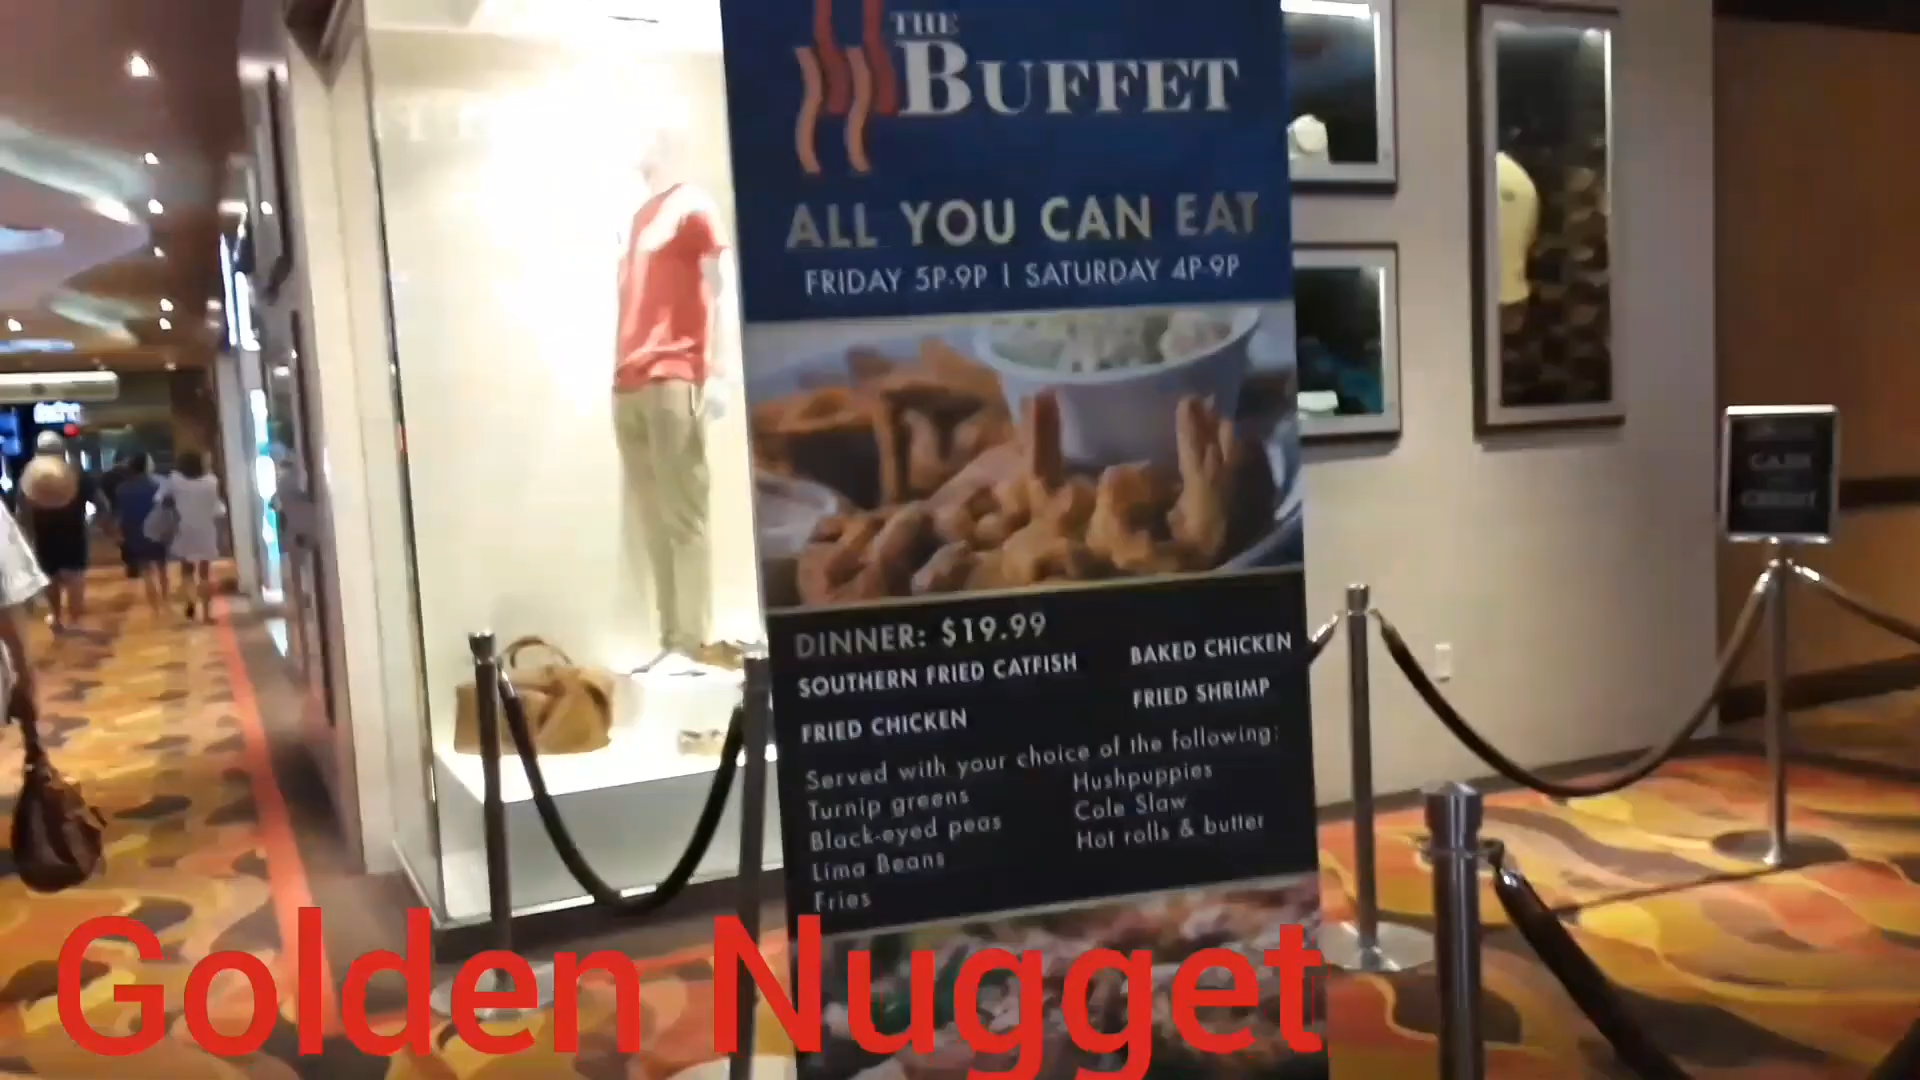 THE
BUFFET
ALL YOU CAN EAT
FRIDAY 5P-9P | SATURDAY 4P-9P
DINNER: $19.99
SOUTHERN FRIED CATFISH
BAKED CHICKEN
FRIED CHICKEN
FRIED SHRIMP
Served with your choice of the following:
Turnip greens
Hushpuppies
Black-eyed peas
Cole Slaw
Lima Beans
Hot rolls & butter
Fries
CASH
CREDIT
Golden Nugget